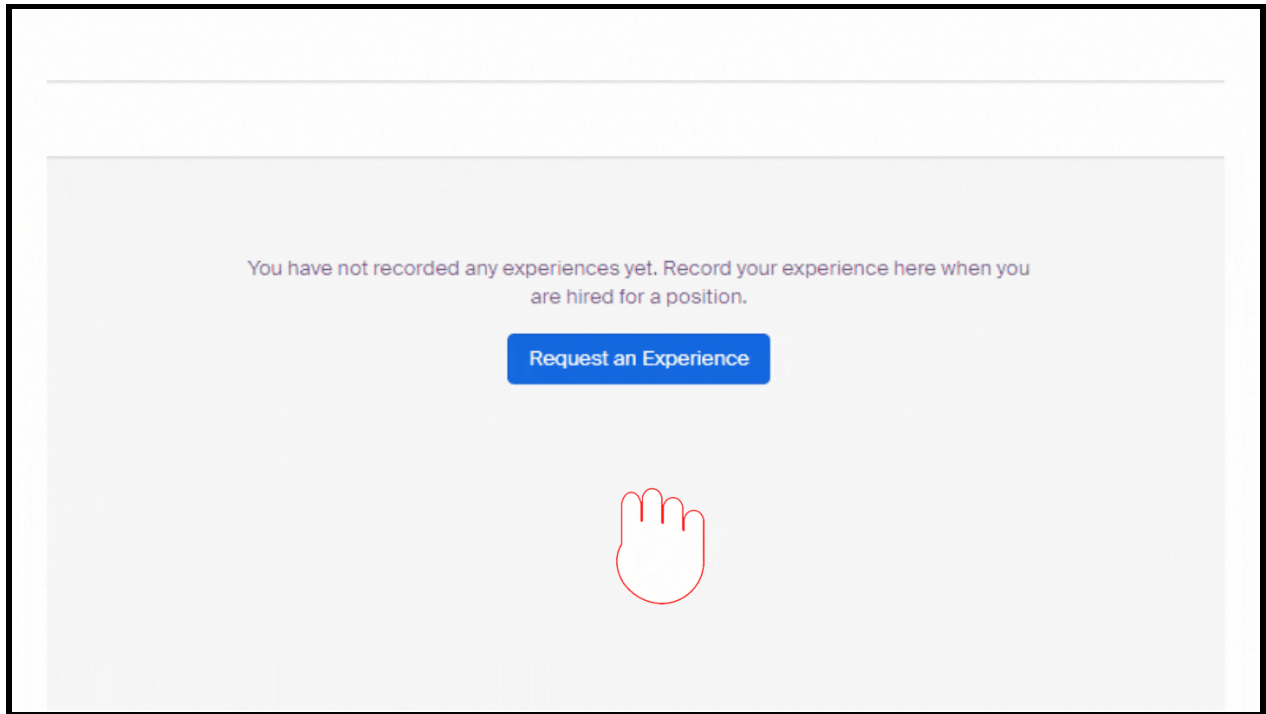 You have not recorded any experiences yet. Record your experience here when you
are hired for a position.
Request an Experience